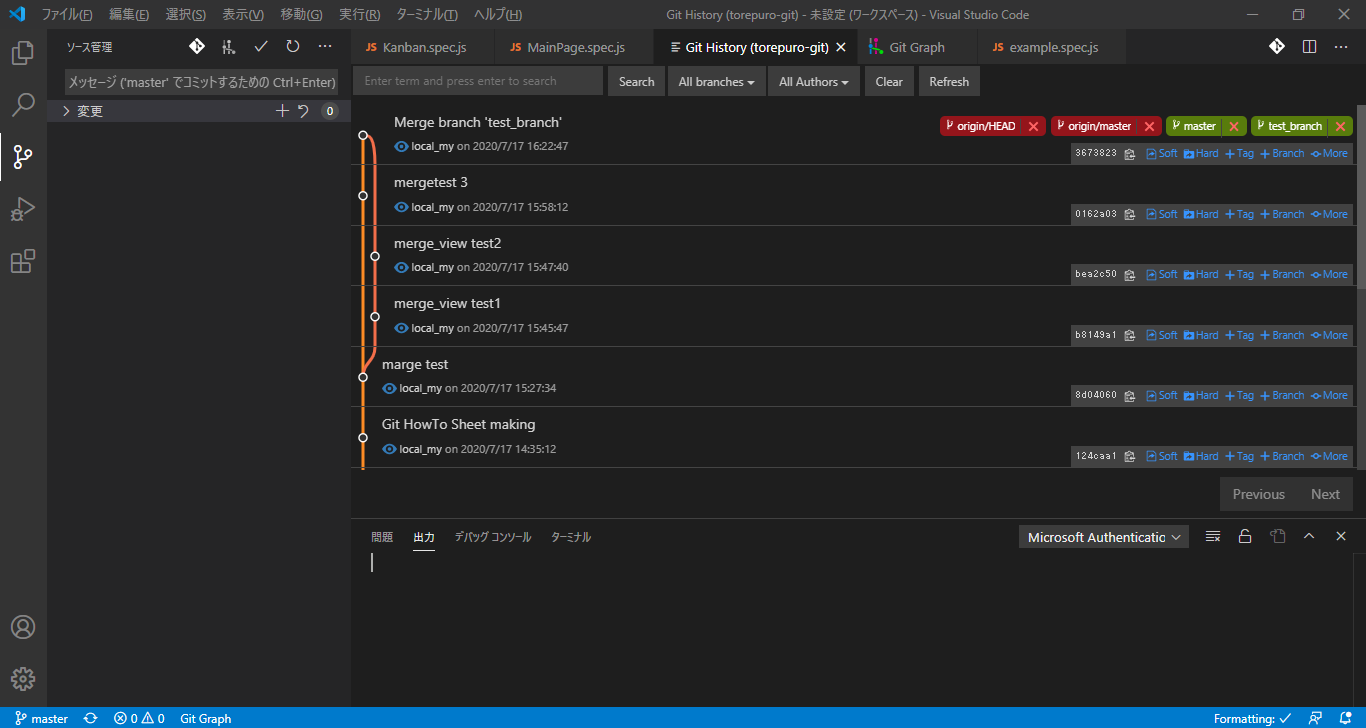 ファイル(F) 編集(E) 選択(S) 表示(V) 移動(G) 実行(R) ターミナル(T) ヘルプ(H) Git History (torepuro-git) - 未設定 (ワークスペース) - Visual Studio Code
ソース管理
JS Kanban.spec.js JS MainPage.spec.js Git History (torepuro-git) Git Graph JS example.spec.js
メッセージ ('master' でコミットするための Ctrl+Enter)
Enter term and press enter to search Search All branches All Authors Clear Refresh
変更 0
Merge branch 'test_branch' origin/HEAD origin/master master test_branch
local_my on 2020/7/17 16:22:47 3673823 Soft Hard +Tag +Branch More
mergetest 3
local_my on 2020/7/17 15:58:12 0162a03 Soft Hard +Tag +Branch More
merge_view test2
local_my on 2020/7/17 15:47:40 bea2c50 Soft Hard +Tag +Branch More
merge_view test1
local_my on 2020/7/17 15:45:47 b8149a1 Soft Hard +Tag +Branch More
marge test
local_my on 2020/7/17 15:27:34 8d04060 Soft Hard +Tag +Branch More
Git HowTo Sheet making
local_my on 2020/7/17 14:35:12 124caa1 Soft Hard +Tag +Branch More
Previous Next
問題 出力 デバッグ コンソール ターミナル Microsoft Authenticatio
master 0 0 Git Graph Formatting: ✓